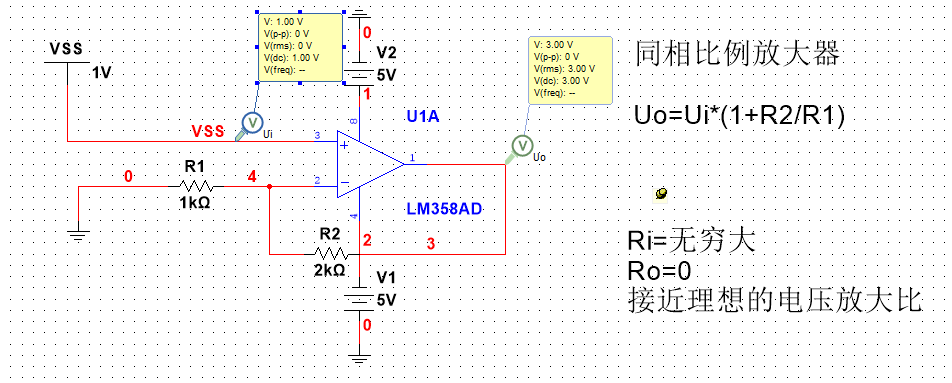 V: 1.00 V
V(p-p): 0 V
V(rms): 0 V
V(dc): 1.00 V
V(freq): --
0
V2
5V
1
VSS
1V
V: 3.00 V
V(p-p): 0 V
V(rms): 3.00 V
V(dc): 3.00 V
V(freq): --
同相比例放大器
Uo=Ui*(1+R2/R1)
VSS
V
Ui
3
8
U1A
+
1
V
Uo
0
R1
4
2
−
1kΩ
LM358AD
4
R2
2
3
2kΩ
V1
5V
0
Ri=无穷大
Ro=0
接近理想的电压放大比